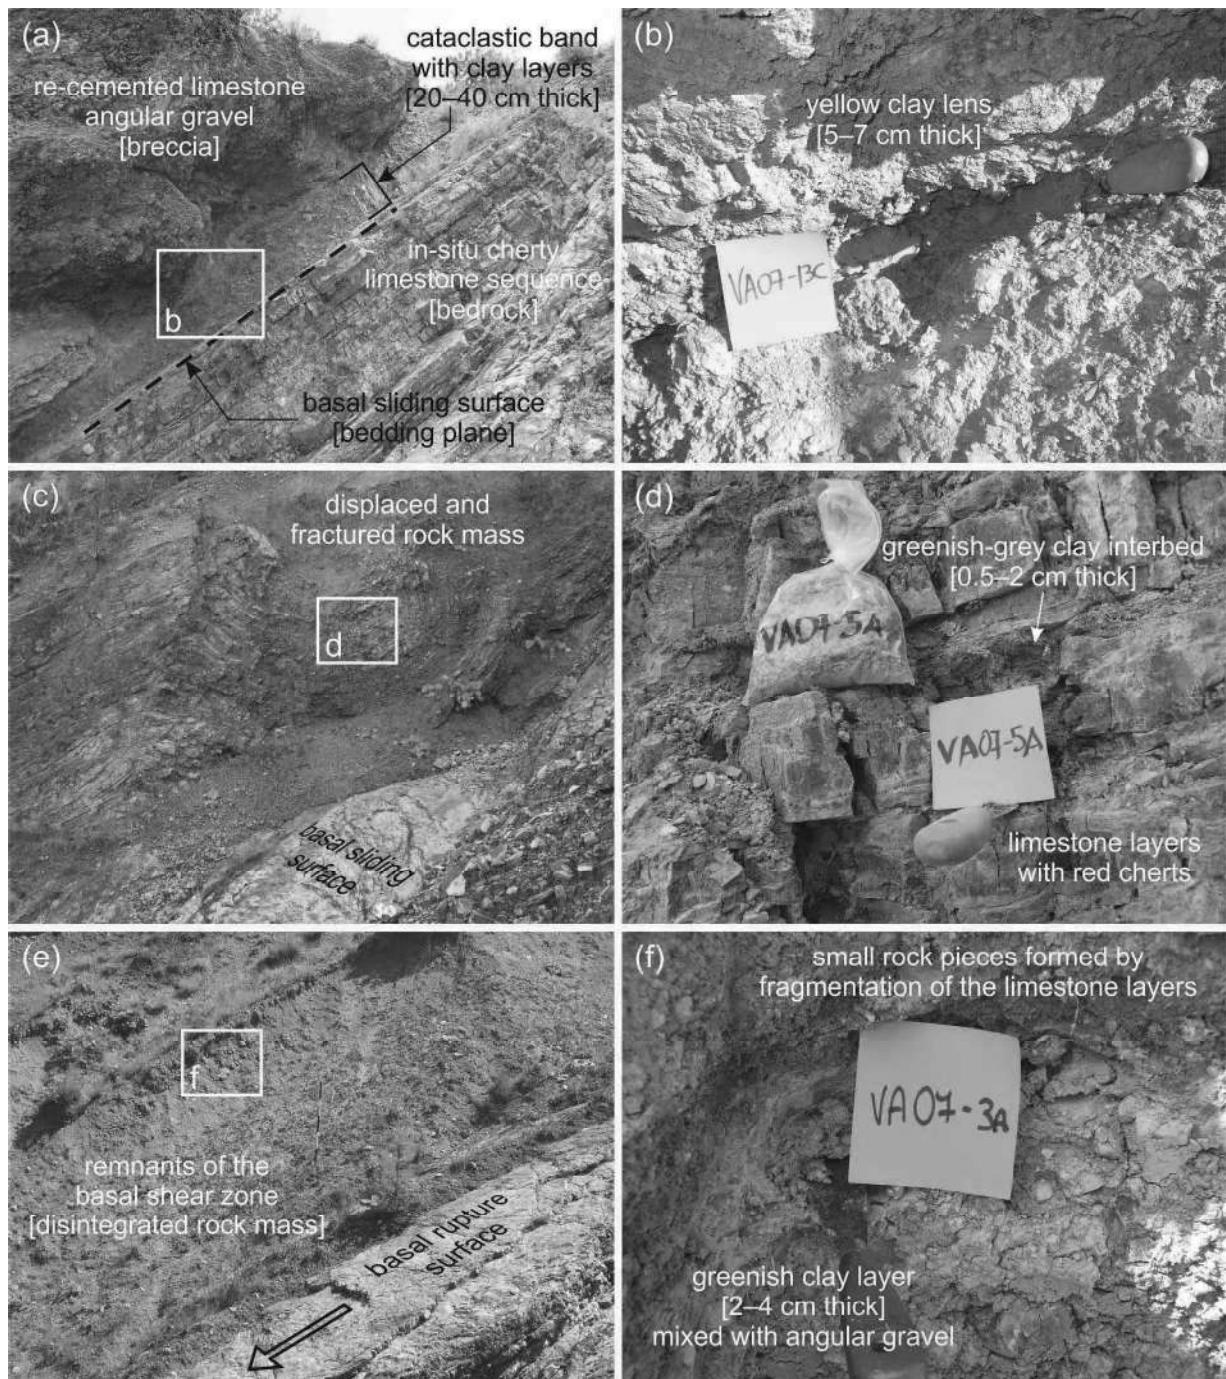 (a)
cataclastic band
with clay layers
[20–40 cm thick]
re-cemented limestone
angular gravel
[breccia]
in-situ cherty
limestone sequence
[bedrock]
b
basal sliding surface
[bedding plane]
(b)
yellow clay lens
[5–7 cm thick]
VA07-13C
(c)
displaced and
fractured rock mass
d
basal sliding
surface
(d)
greenish-grey clay interbed
[0.5–2 cm thick]
VA07-5A
VA07-5A
limestone layers
with red cherts
(e)
f
remnants of the
basal shear zone
[disintegrated rock mass]
basal rupture
surface
(f)
small rock pieces formed by
fragmentation of the limestone layers
VA07-3A
greenish clay layer
[2–4 cm thick]
mixed with angular gravel